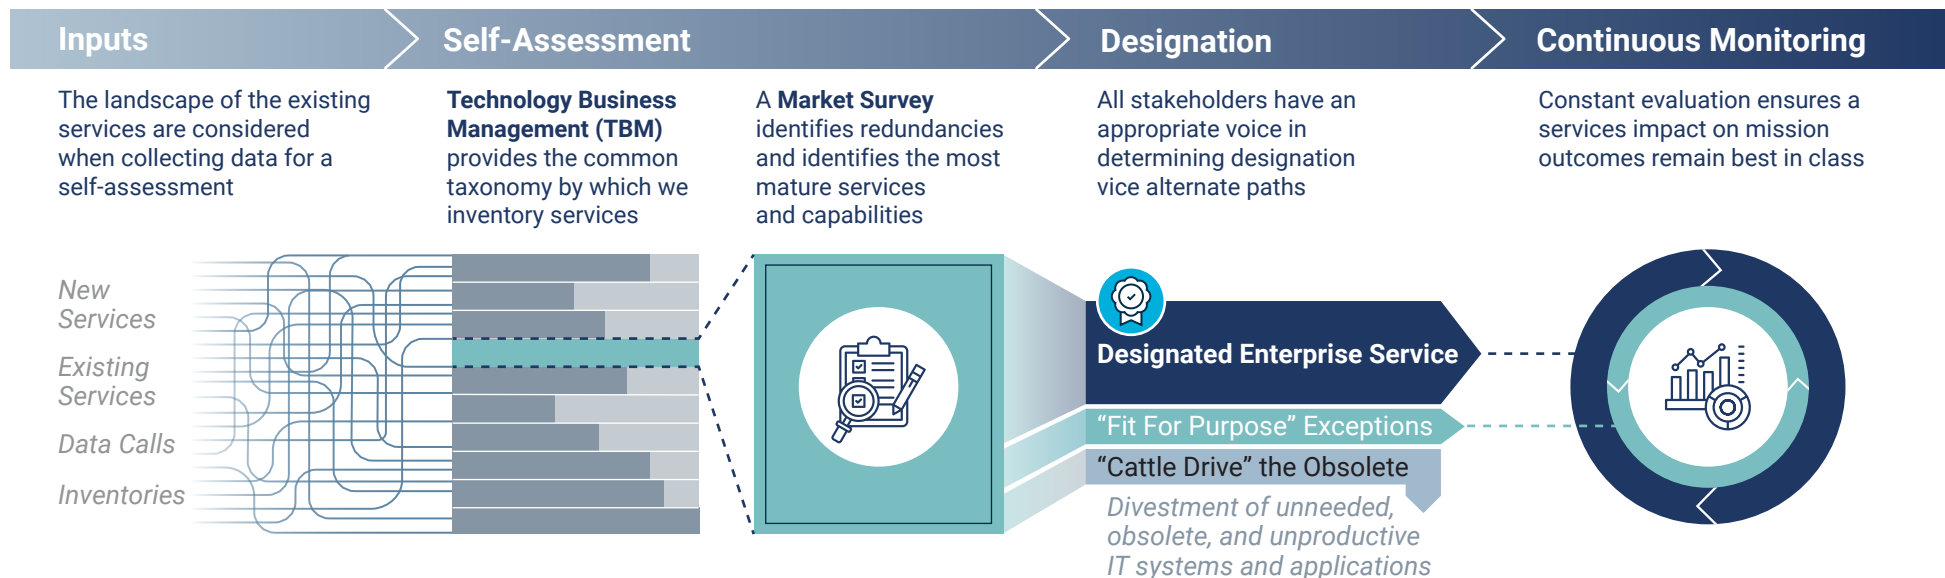 Inputs
Self-Assessment
Designation
Continuous Monitoring
The landscape of the existing
services are considered
when collecting data for a
self-assessment
Technology Business
Management (TBM)
provides the common
taxonomy by which we
inventory services
A Market Survey
identifies redundancies
and identifies the most
mature services
and capabilities
All stakeholders have an
appropriate voice in
determining designation
vice alternate paths
Constant evaluation ensures a
services impact on mission
outcomes remain best in class
New
Services
Existing
Services
Data Calls
Inventories
Designated Enterprise Service
“Fit For Purpose” Exceptions
“Cattle Drive” the Obsolete
Divestment of unneeded,
obsolete, and unproductive
IT systems and applications